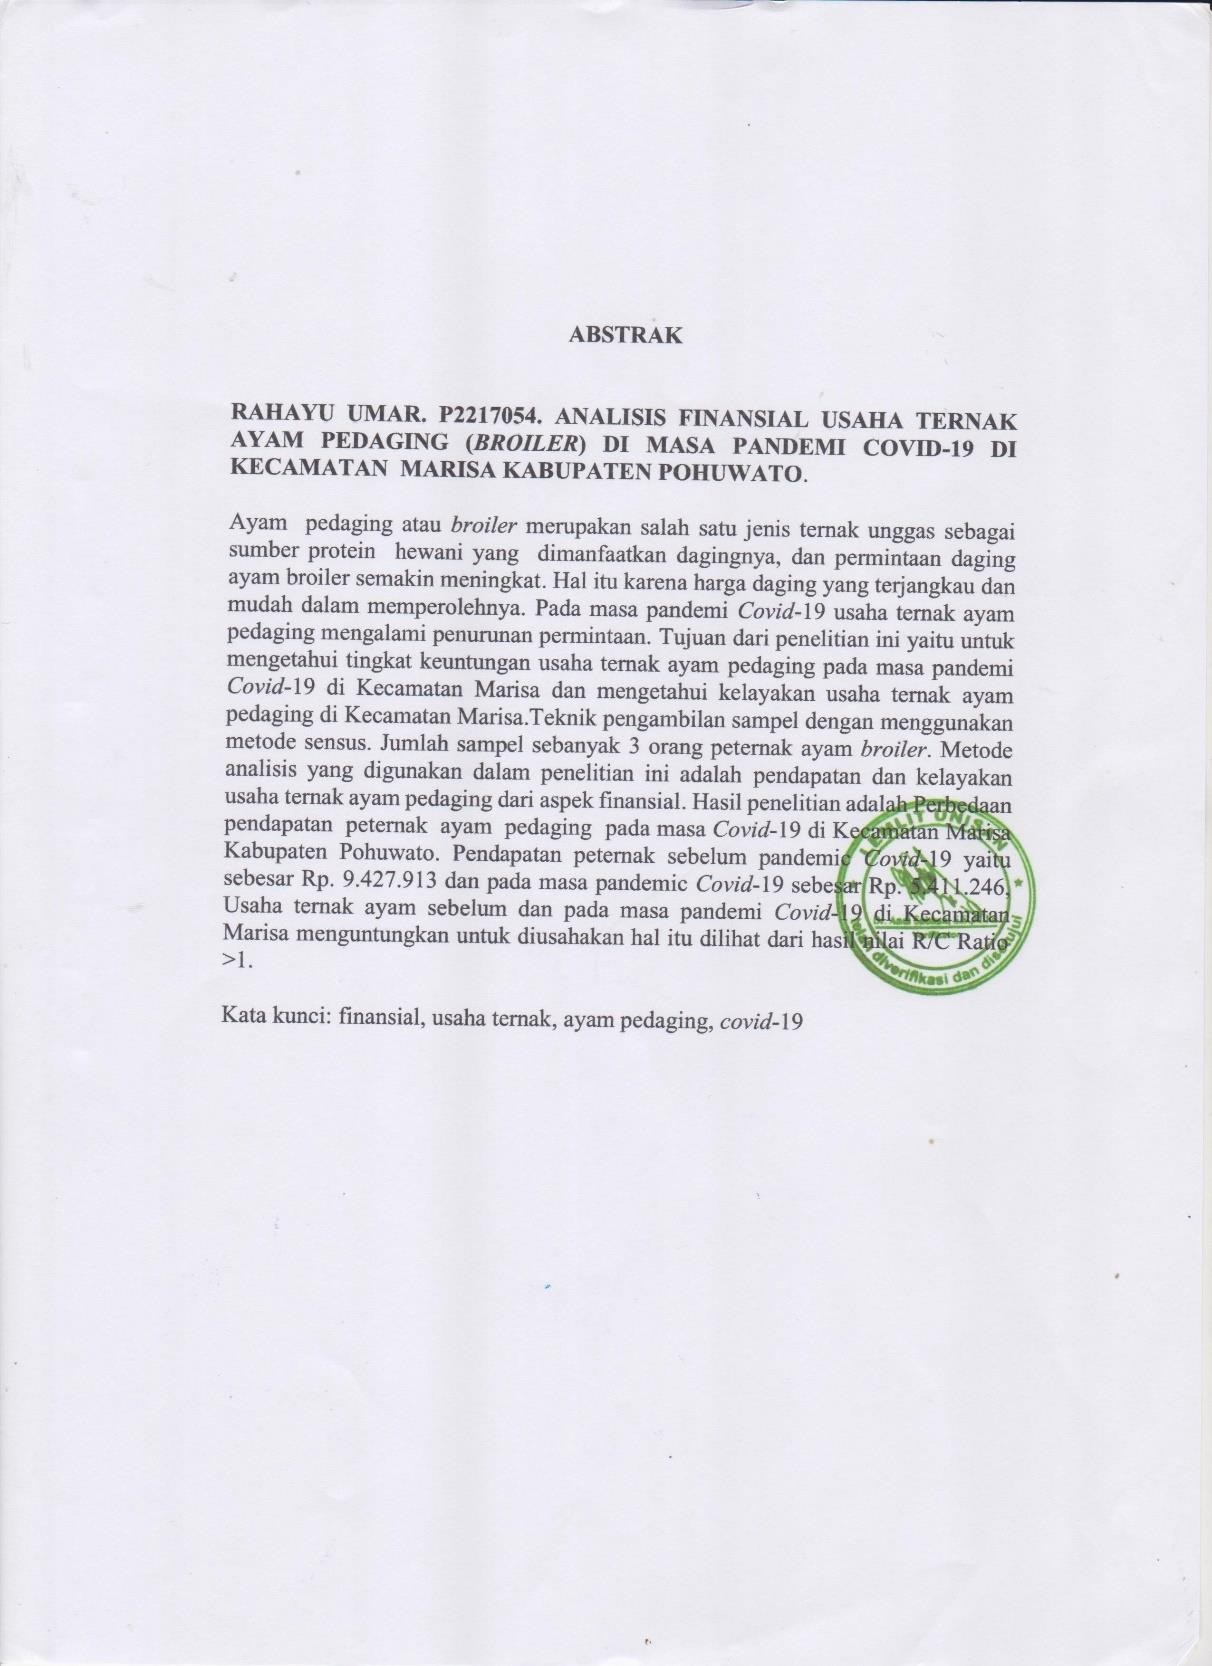 ABSTRAK
RAHAYU UMAR. P2217054. ANALISIS FINANSIAL USAHA TERNAK
AYAM PEDAGING (BROILER) DI MASA PANDEMI COVID-19 DI
KECAMATAN MARISA KABUPATEN POHUWATO.
Ayam pedaging atau broiler merupakan salah satu jenis ternak unggas sebagai
sumber protein hewani yang dimanfaatkan dagingnya, dan permintaan daging
ayam broiler semakin meningkat. Hal itu karena harga daging yang terjangkau dan
mudah dalam memperolehnya. Pada masa pandemi Covid-19 usaha ternak ayam
pedaging mengalami penurunan permintaan. Tujuan dari penelitian ini yaitu untuk
mengetahui tingkat keuntungan usaha ternak ayam pedaging pada masa pandemi
Covid-19 di Kecamatan Marisa dan mengetahui kelayakan usaha ternak ayam
pedaging di Kecamatan Marisa.Teknik pengambilan sampel dengan menggunakan
metode sensus. Jumlah sampel sebanyak 3 orang peternak ayam broiler. Metode
analisis yang digunakan dalam penelitian ini adalah pendapatan dan kelayakan
usaha ternak ayam pedaging dari aspek finansial. Hasil penelitian adalah Perbedaan
pendapatan peternak ayam pedaging pada masa Covid-19 di Kecamatan Marisa
Kabupaten Pohuwato. Pendapatan peternak sebelum pandemic Covid-19 yaitu
sebesar Rp. 9.427.913 dan pada masa pandemic Covid-19 sebesar Rp. 5.411.246,
Usaha ternak ayam sebelum dan pada masa pandemi Covid-19 di Kecamatan
Marisa menguntungkan untuk diusahakan hal itu dilihat dari hasil nilai R/C Ratio
>1.
LEMLIT UNISAN
telah diverifikasi dan disetujui
Kata kunci: finansial, usaha ternak, ayam pedaging, covid-19